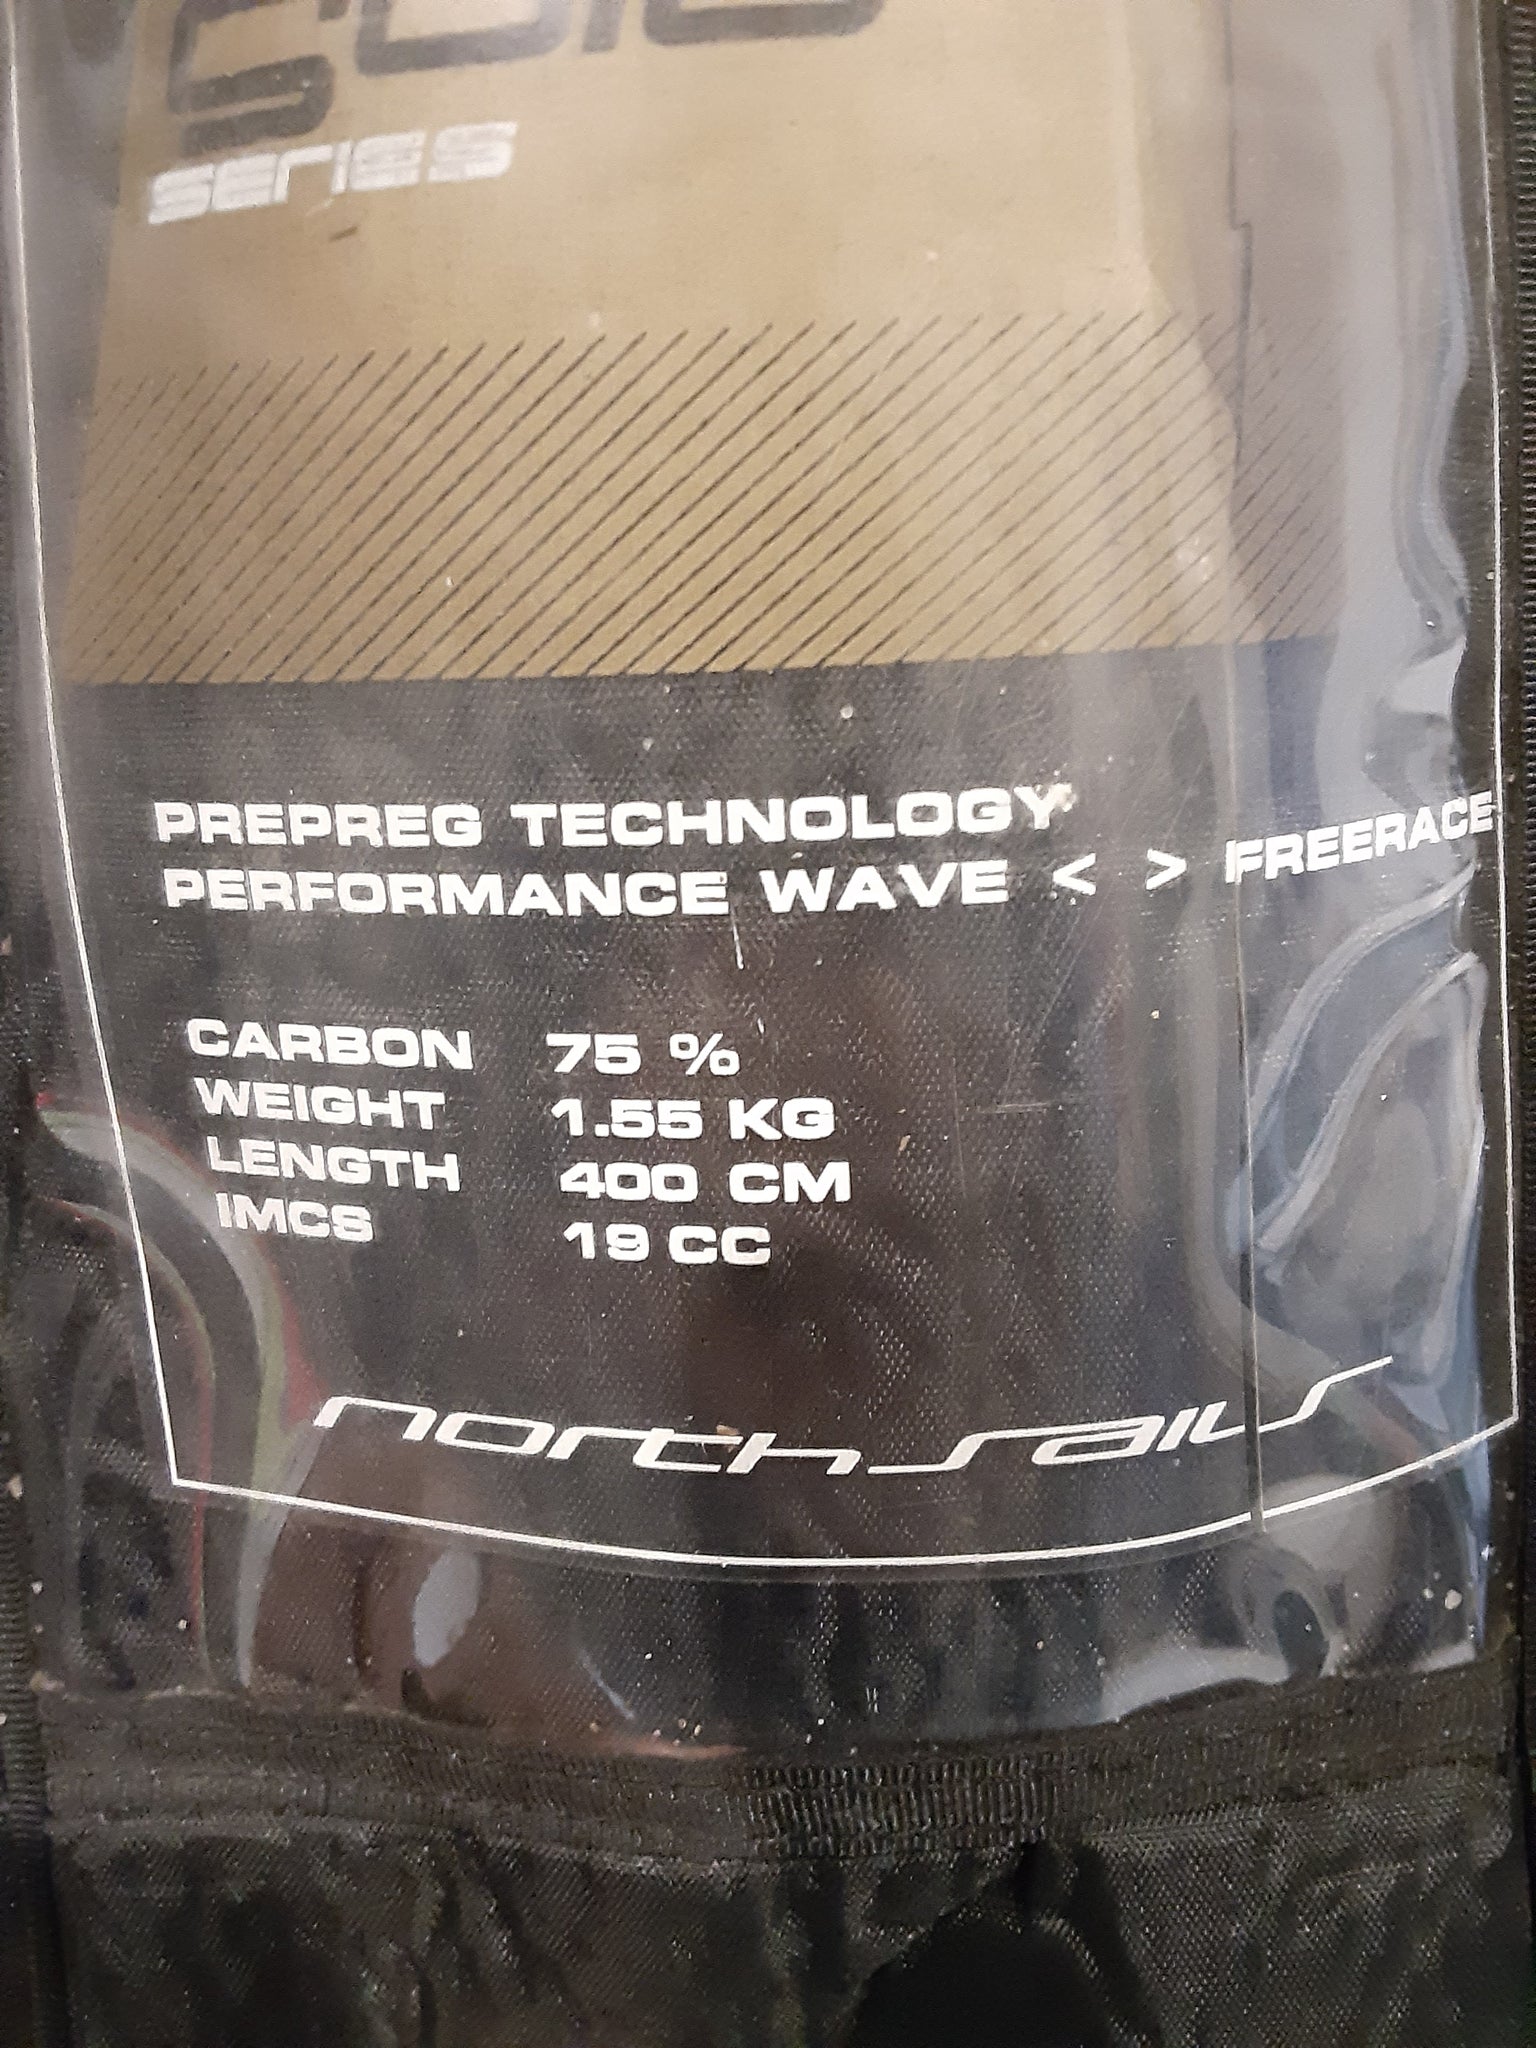 series
PREPREG TECHNOLOGY
PERFORMANCE WAVE < > FREERACE
CARBON 75 %
WEIGHT 1.55 KG
LENGTH 400 CM
IMCS 19 CC
north sails